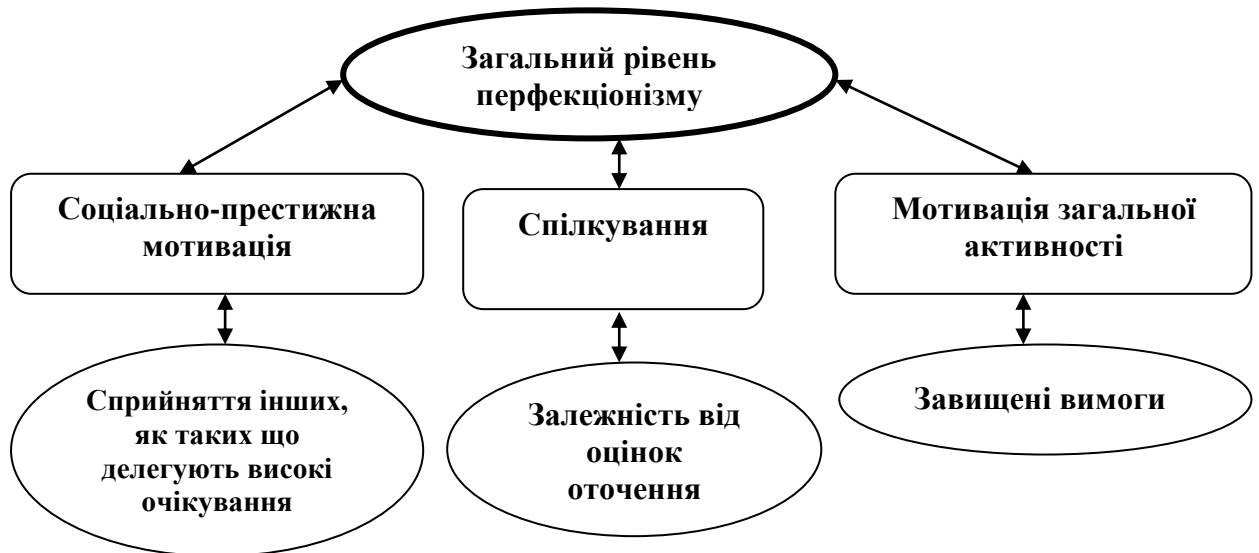 Загальний рівень
перфекціонізму
Соціально-престижна
мотивація
Спілкування
Мотивація загальної
активності
Сприйняття інших,
як таких що
делегують високі
очікування
Залежність від
оцінок
оточення
Завищені вимоги